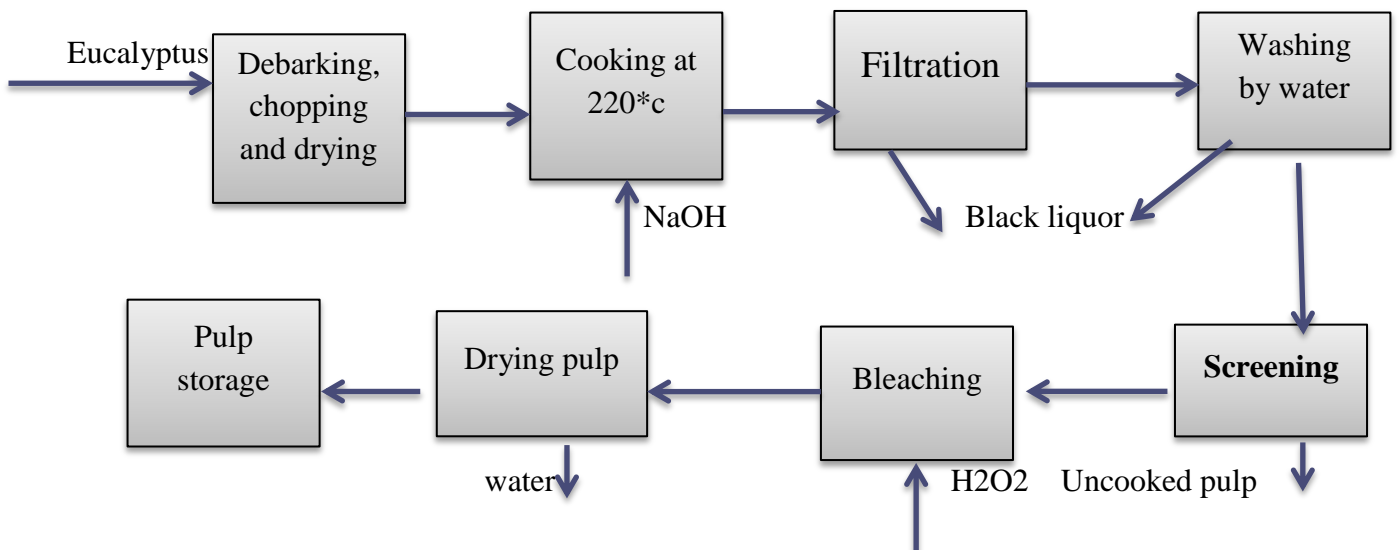 Eucalyptus
Debarking,
chopping
and drying
Cooking at
220*c
NaOH
Filtration
Washing
by water
Black liquor
Screening
Uncooked pulp
Bleaching
H2O2
Drying pulp
water
Pulp
storage